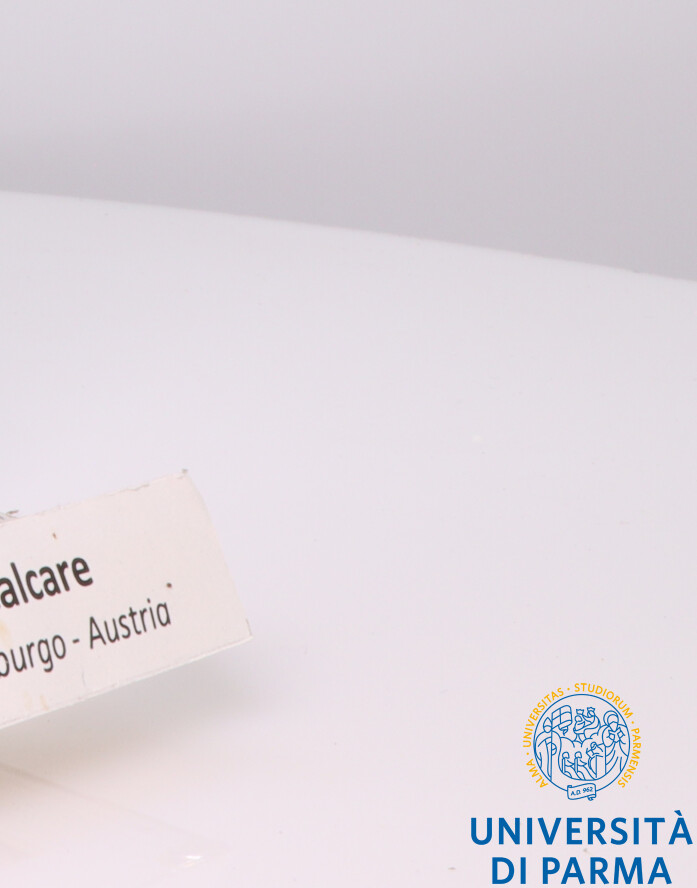 alcare
burgo - Austria
ALMA · UNIVERSITAS · STUDIORUM · PARMENSIS
A.D. 962
UNIVERSITÀ
DI PARMA